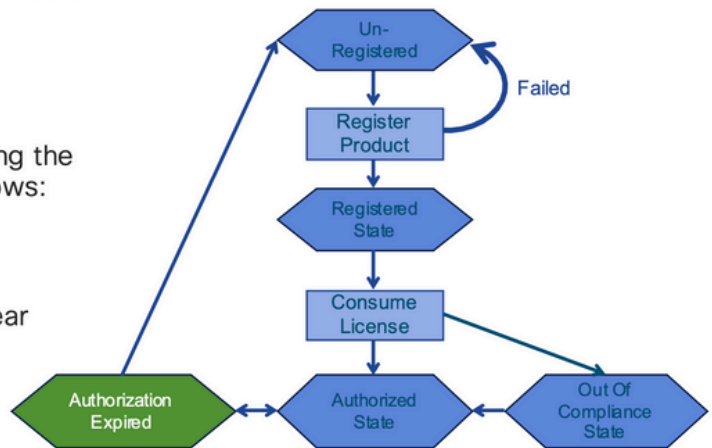 Un-
Registered
Failed
Register
Product
ng the
ows:
Registered
State
Consume
License
ear
Authorization
Expired
Authorized
State
Out Of
Compliance
State